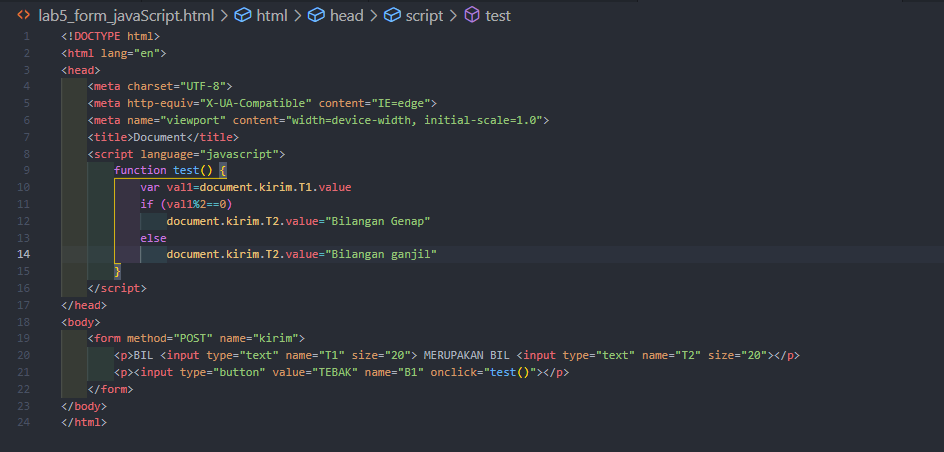 <> lab5_form_javaScript.html > html > head > script > test
1 <!DOCTYPE html>
2 <html lang="en">
3 <head>
4 <meta charset="UTF-8">
5 <meta http-equiv="X-UA-Compatible" content="IE=edge">
6 <meta name="viewport" content="width=device-width, initial-scale=1.0">
7 <title>Document</title>
8 <script language="javascript">
9 function test() {
10 var val1=document.kirim.T1.value
11 if (val1%2==0)
12 document.kirim.T2.value="Bilangan Genap"
13 else
14 document.kirim.T2.value="Bilangan ganjil"
15 }
16 </script>
17 </head>
18 <body>
19 <form method="POST" name="kirim">
20 <p>BIL <input type="text" name="T1" size="20"> MERUPAKAN BIL <input type="text" name="T2" size="20"></p>
21 <p><input type="button" value="TEBAK" name="B1" onclick="test()"></p>
22 </form>
23 </body>
24 </html>